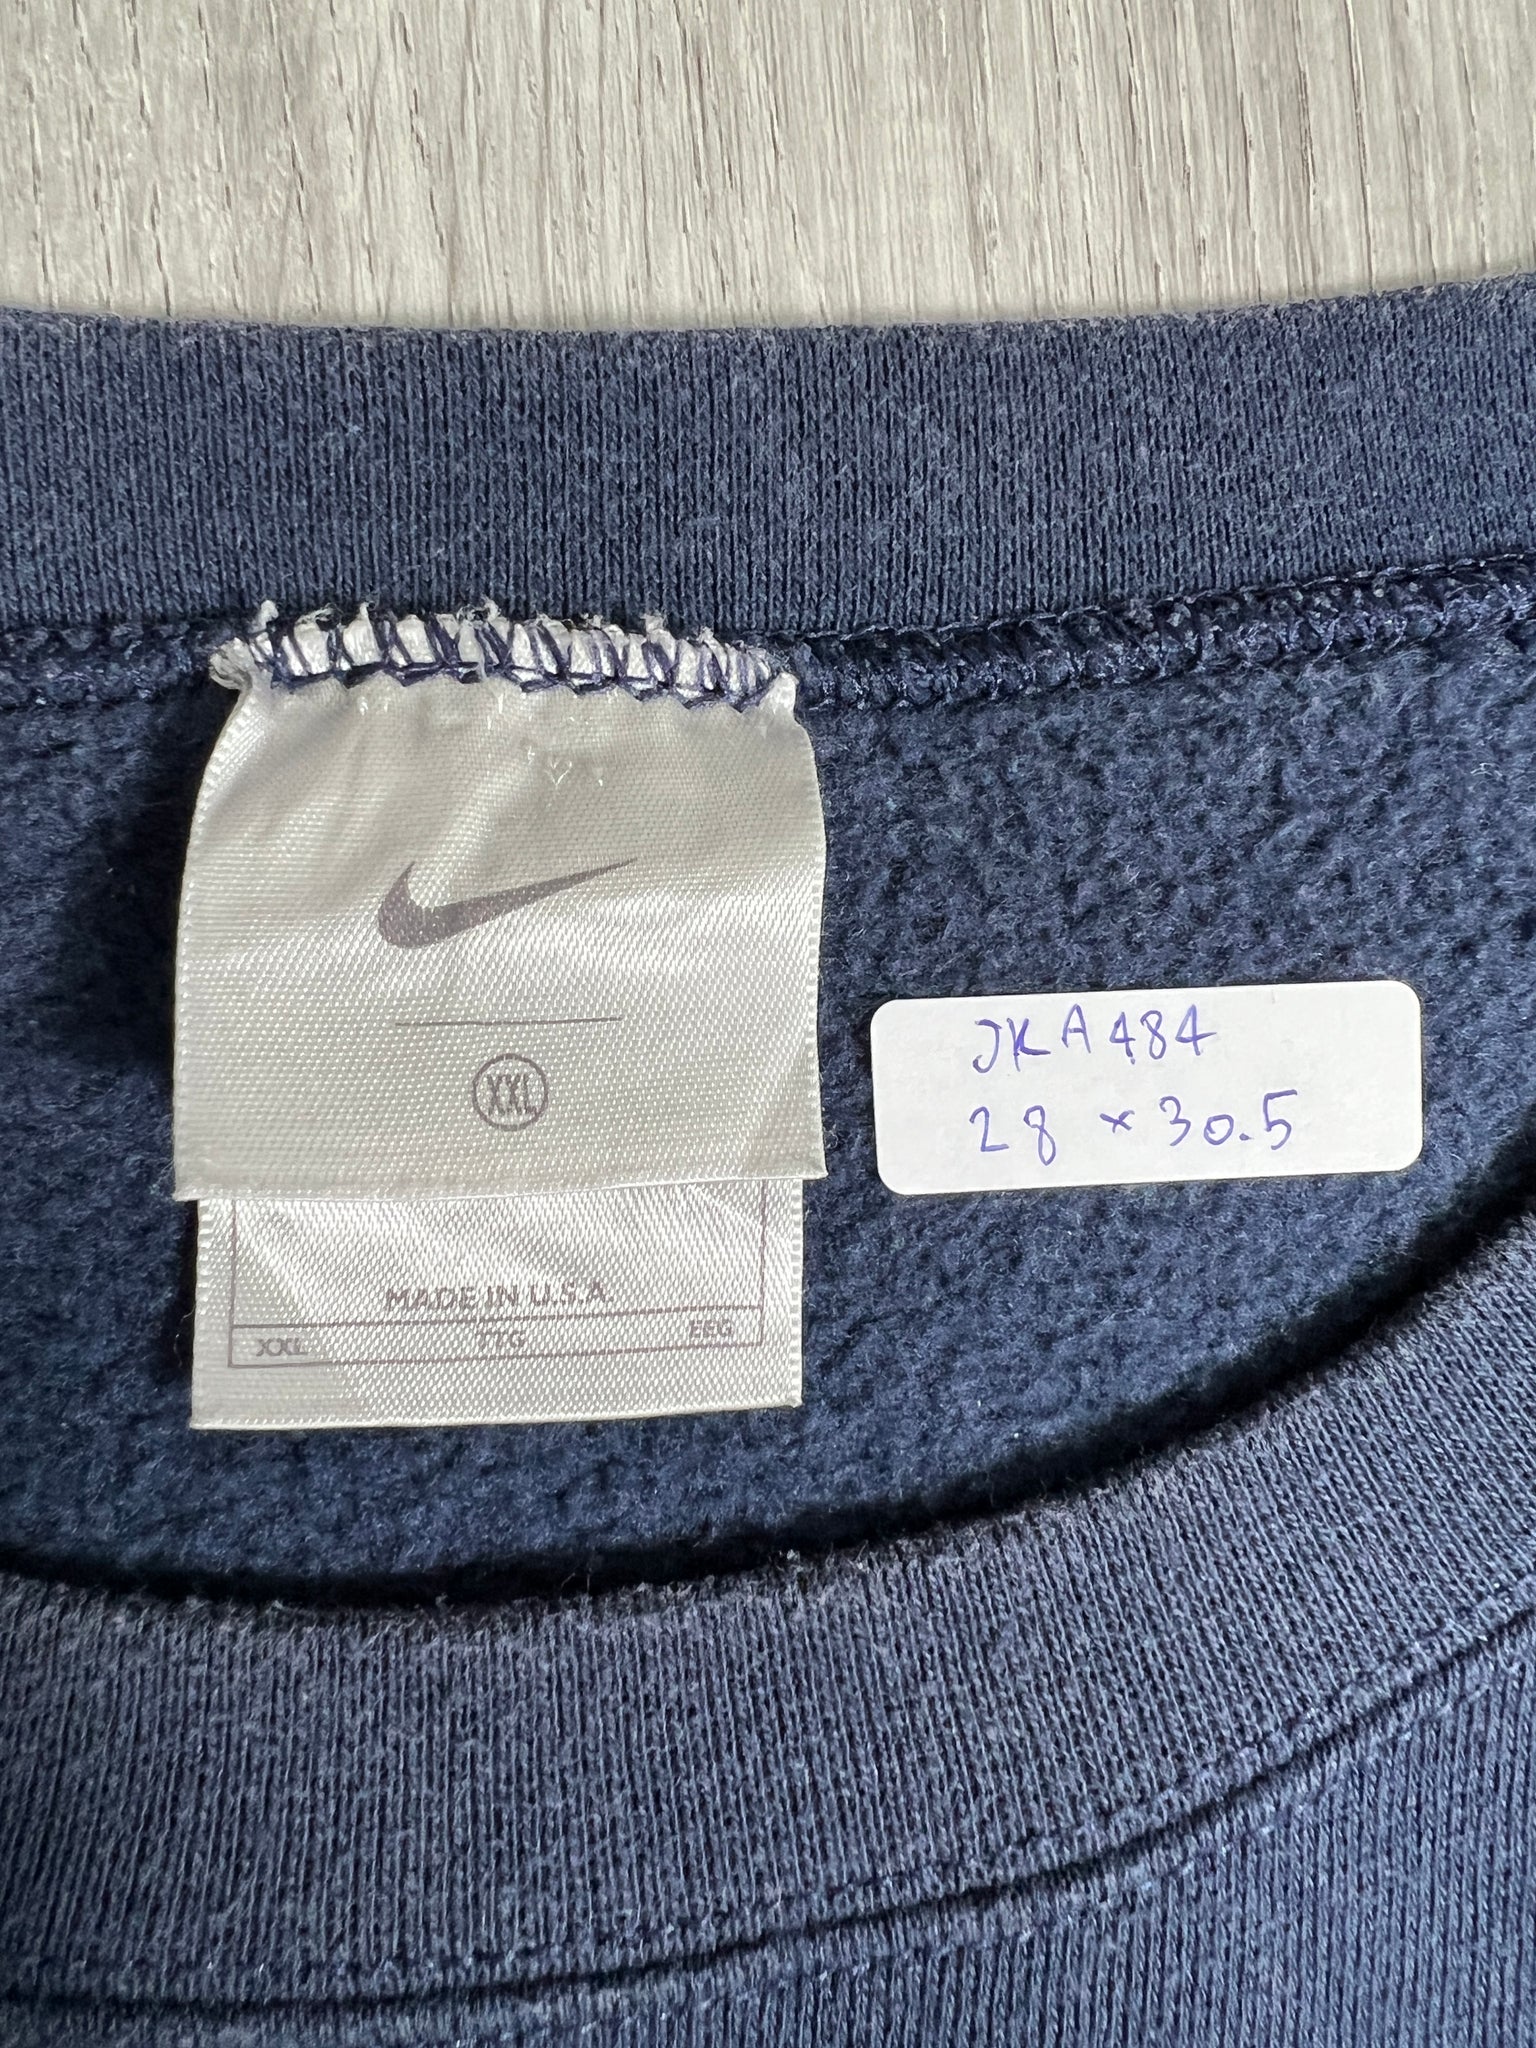 XXL
JKA484
28 × 30.5
MADE IN U.S.A.
XXL TTG EEG